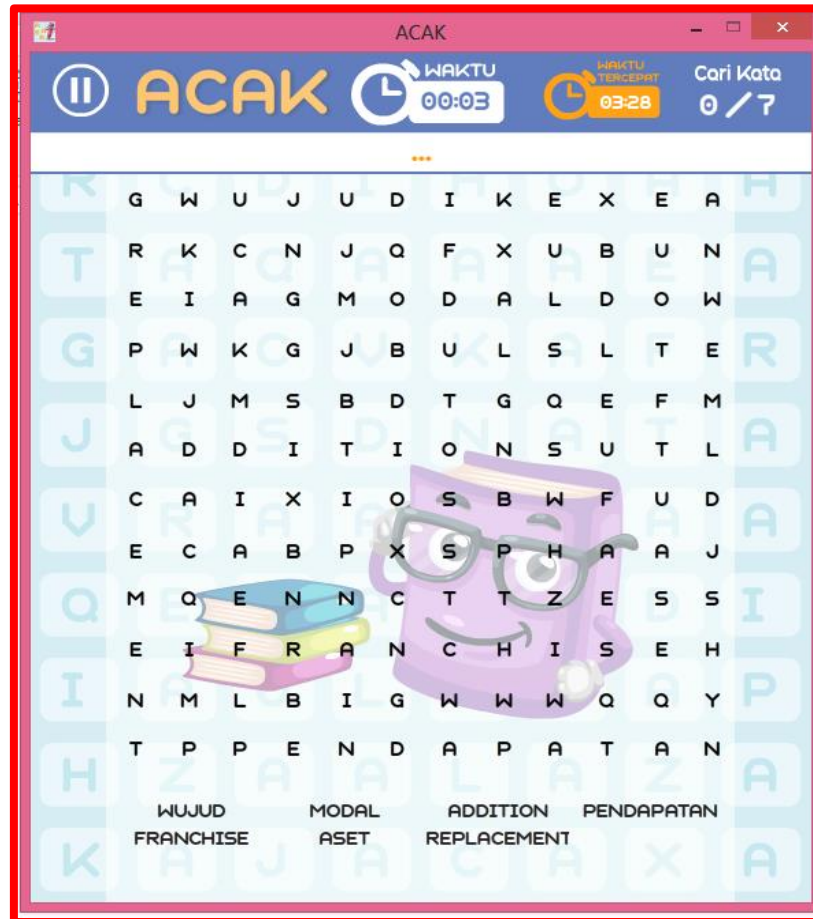 ACAK
ACAK
WAKTU
00:03
WAKTU
TERCEPAT
03:28
Cari Kata
0/7
...
G W U J U D I K E X E A
R K C N J Q F X U B U N
E I A G M O D A L D O W
P W K G J B U L S L T E
L J M S B D T G Q E F M
A D D I T I O N S U T L
C A I X I O S B W F U D
E C A B P X S P H A A J
M Q E N N C T T Z E S S
E I F R A N C H I S E H
N M L B I G W W W Q Q Y
T P P E N D A P A T A N
WUJUD MODAL ADDITION PENDAPATAN
FRANCHISE ASET REPLACEMENT